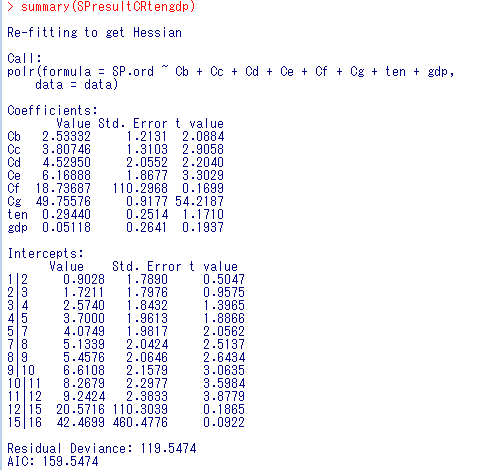 > summary(SPresultCRtengdp)
Re-fitting to get Hessian
Call:
polr(formula = SP.ord ~ Cb + Cc + Cd + Ce + Cf + Cg + ten + gdp,
    data = data)
Coefficients:
       Value Std. Error t value
Cb   2.53332     1.2131  2.0884
Cc   3.80746     1.3103  2.9058
Cd   4.52950     2.0552  2.2040
Ce   6.16888     1.8677  3.3029
Cf  18.73687   110.2968  0.1699
Cg  49.75576     0.9177 54.2187
ten  0.29440     0.2514  1.1710
gdp  0.05118     0.2641  0.1937
Intercepts:
      Value    Std. Error t value
1|2     0.9028   1.7890     0.5047
2|3     1.7211   1.7976     0.9575
3|4     2.5740   1.8432     1.3965
4|5     3.7000   1.9613     1.8866
5|7     4.0749   1.9817     2.0562
7|8     5.1339   2.0424     2.5137
8|9     5.4576   2.0646     2.6434
9|10    6.6108   2.1579     3.0635
10|11   8.2679   2.2977     3.5984
11|12   9.2424   2.3833     3.8779
12|15  20.5716 110.3039     0.1865
15|16  42.4699 460.4776     0.0922
Residual Deviance: 119.5474
AIC: 159.5474